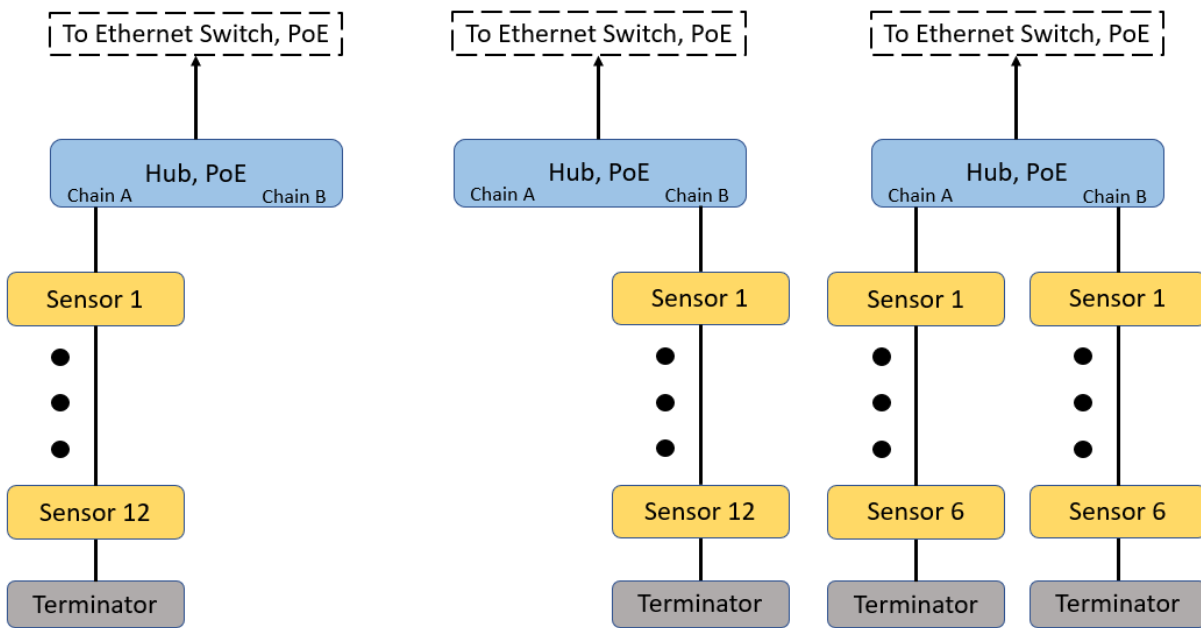 To Ethernet Switch, PoE
To Ethernet Switch, PoE
To Ethernet Switch, PoE
Hub, PoE
Chain A
Chain B
Hub, PoE
Chain A
Chain B
Hub, PoE
Chain A
Chain B
Sensor 1
Sensor 1
Sensor 1
Sensor 1
Sensor 12
Sensor 12
Sensor 6
Sensor 6
Terminator
Terminator
Terminator
Terminator